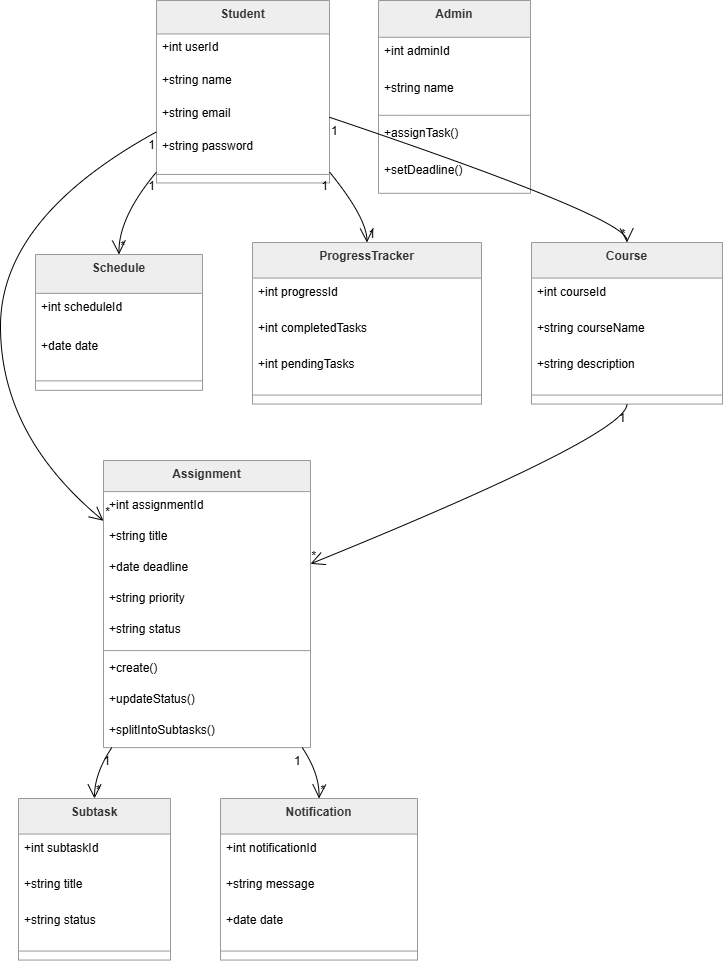 Student
+int userId
+string name
+string email
+string password
Admin
+int adminId
+string name
+assignTask()
+setDeadline()
1
1
1
1
*
1
*
Schedule
+int scheduleId
+date date
ProgressTracker
+int progressId
+int completedTasks
+int pendingTasks
Course
+int courseId
+string courseName
+string description
1
Assignment
*
+int assignmentId
+string title
+date deadline
+string priority
+string status
*
+create()
+updateStatus()
+splitIntoSubtasks()
1
1
*
*
Subtask
+int subtaskId
+string title
+string status
Notification
+int notificationId
+string message
+date date